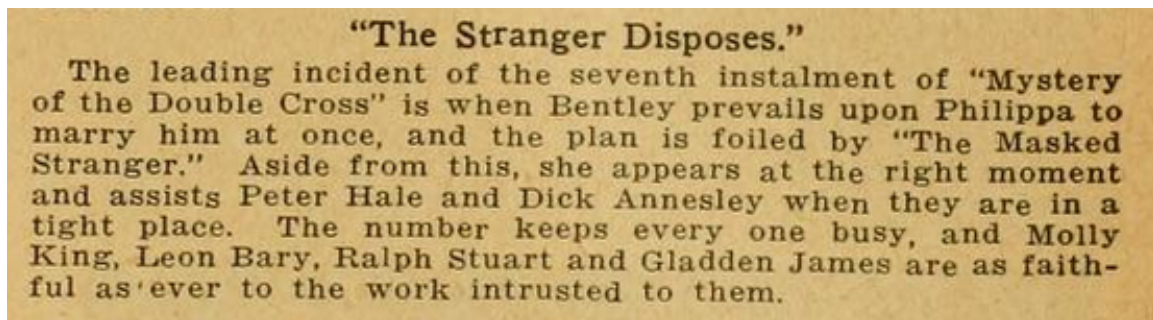 "The Stranger Disposes."
The leading incident of the seventh instalment of "Mystery
of the Double Cross" is when Bentley prevails upon Philippa to
marry him at once, and the plan is foiled by "The Masked
Stranger." Aside from this, she appears at the right moment
and assists Peter Hale and Dick Annesley when they are in a
tight place. The number keeps every one busy, and Molly
King, Leon Bary, Ralph Stuart and Gladden James are as faith-
ful as ever to the work intrusted to them.